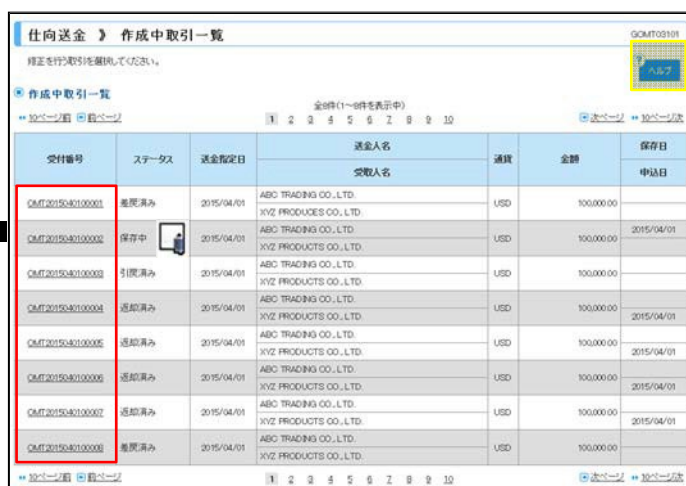 仕向送金 》 作成中取引一覧
GOMT03101
修正を行う取引を選択してください。
? ヘルプ
作成中取引一覧
全8件(1～8件を表示中)
10ページ前 前ページ 1 2 3 4 5 6 7 8 9 10 次ページ 10ページ次
受付番号 ステータス 送金指定日 送金人名 通貨 金額 保存日
受取人名 申込日
OMT2015040100001 差戻済み 2015/04/01 ABC TRADING CO.,LTD. USD 100,000.00
XYZ PRODUCES CO.,LTD.
OMT2015040100002 保存中 2015/04/01 ABC TRADING CO.,LTD. USD 100,000.00 2015/04/01
XYZ PRODUCTS CO.,LTD.
OMT2015040100003 引戻済み 2015/04/01 ABC TRADING CO.,LTD. USD 100,000.00
XYZ PRODUCTS CO.,LTD.
OMT2015040100004 返却済み 2015/04/01 ABC TRADING CO.,LTD. USD 100,000.00
XYZ PRODUCTS CO.,LTD. 2015/04/01
OMT2015040100005 返却済み 2015/04/01 ABC TRADING CO.,LTD. USD 100,000.00
XYZ PRODUCTS CO.,LTD. 2015/04/01
OMT2015040100006 返却済み 2015/04/01 ABC TRADING CO.,LTD. USD 100,000.00
XYZ PRODUCTS CO.,LTD. 2015/04/01
OMT2015040100007 返却済み 2015/04/01 ABC TRADING CO.,LTD. USD 100,000.00
XYZ PRODUCTS CO.,LTD. 2015/04/01
OMT2015040100008 差戻済み 2015/04/01 ABC TRADING CO.,LTD. USD 100,000.00
XYZ PRODUCTS CO.,LTD.
10ページ前 前ページ 1 2 3 4 5 6 7 8 9 10 次ページ 10ページ次